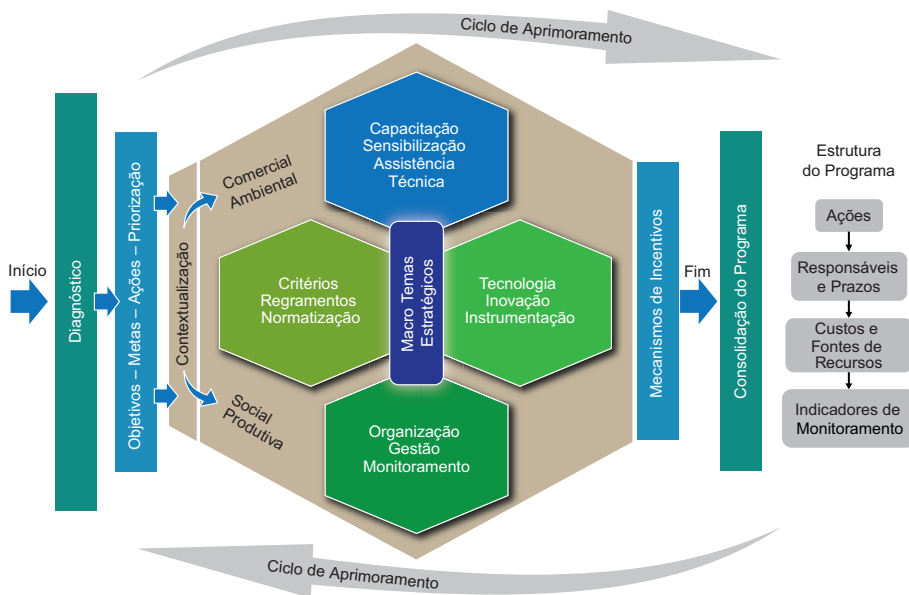 Ciclo de Aprimoramento
Início
Diagnóstico
Objetivos – Metas – Ações – Priorização
Contextualização
Comercial
Ambiental
Social
Produtiva
Capacitação
Sensibilização
Assistência
Técnica
Critérios
Regramentos
Normatização
Macro Temas
Estratégicos
Tecnologia
Inovação
Instrumentação
Organização
Gestão
Monitoramento
Mecanismos de Incentivos
Fim
Consolidação do Programa
Estrutura
do Programa
Ações
Responsáveis
e Prazos
Custos e
Fontes de
Recursos
Indicadores de
Monitoramento
Ciclo de Aprimoramento